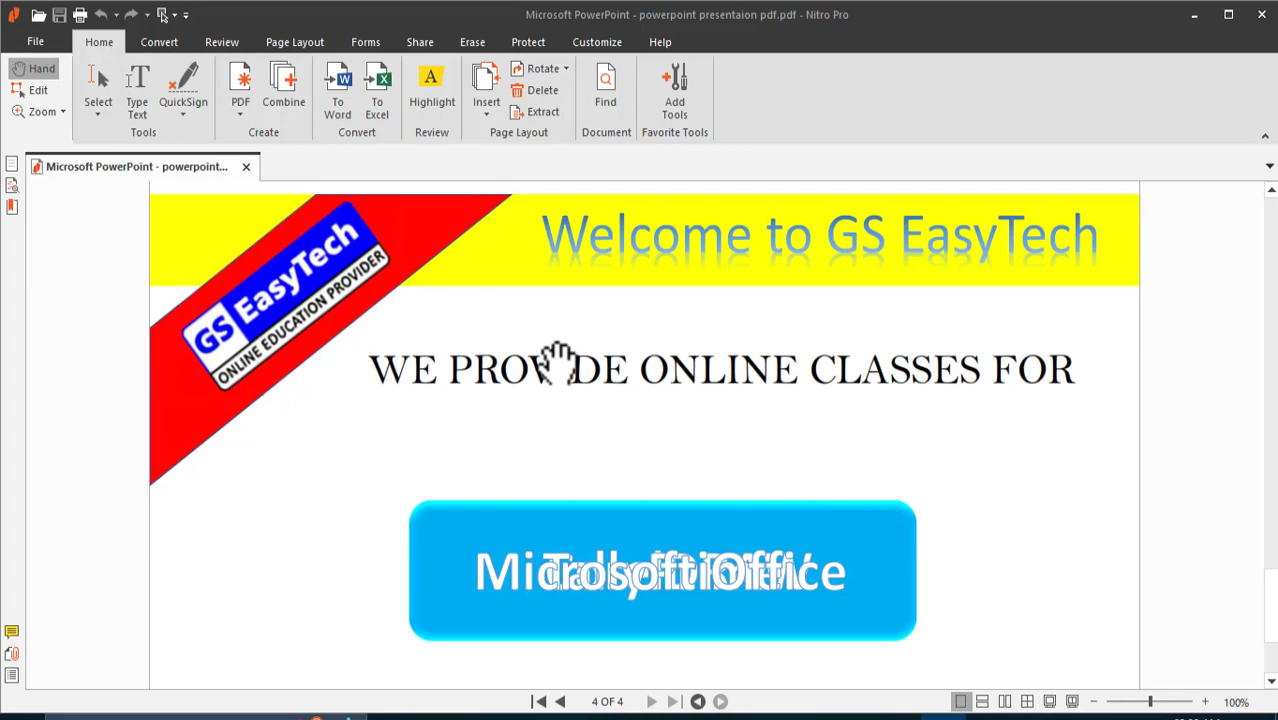 Microsoft PowerPoint - powerpoint presentaion pdf.pdf - Nitro Pro
File Home Convert Review Page Layout Forms Share Erase Protect Customize Help
Hand
Edit
Zoom
Select
Type Text
QuickSign
Tools
PDF
Combine
Create
To Word
To Excel
Convert
Highlight
Review
Insert
Rotate
Delete
Extract
Page Layout
Find
Document
Add Tools
Favorite Tools
Microsoft PowerPoint - powerpoint...
Welcome to GS EasyTech
GS EasyTech
ONLINE EDUCATION PROVIDER
WE PROVIDE ONLINE CLASSES FOR
Microsoft Office
4 OF 4
100%